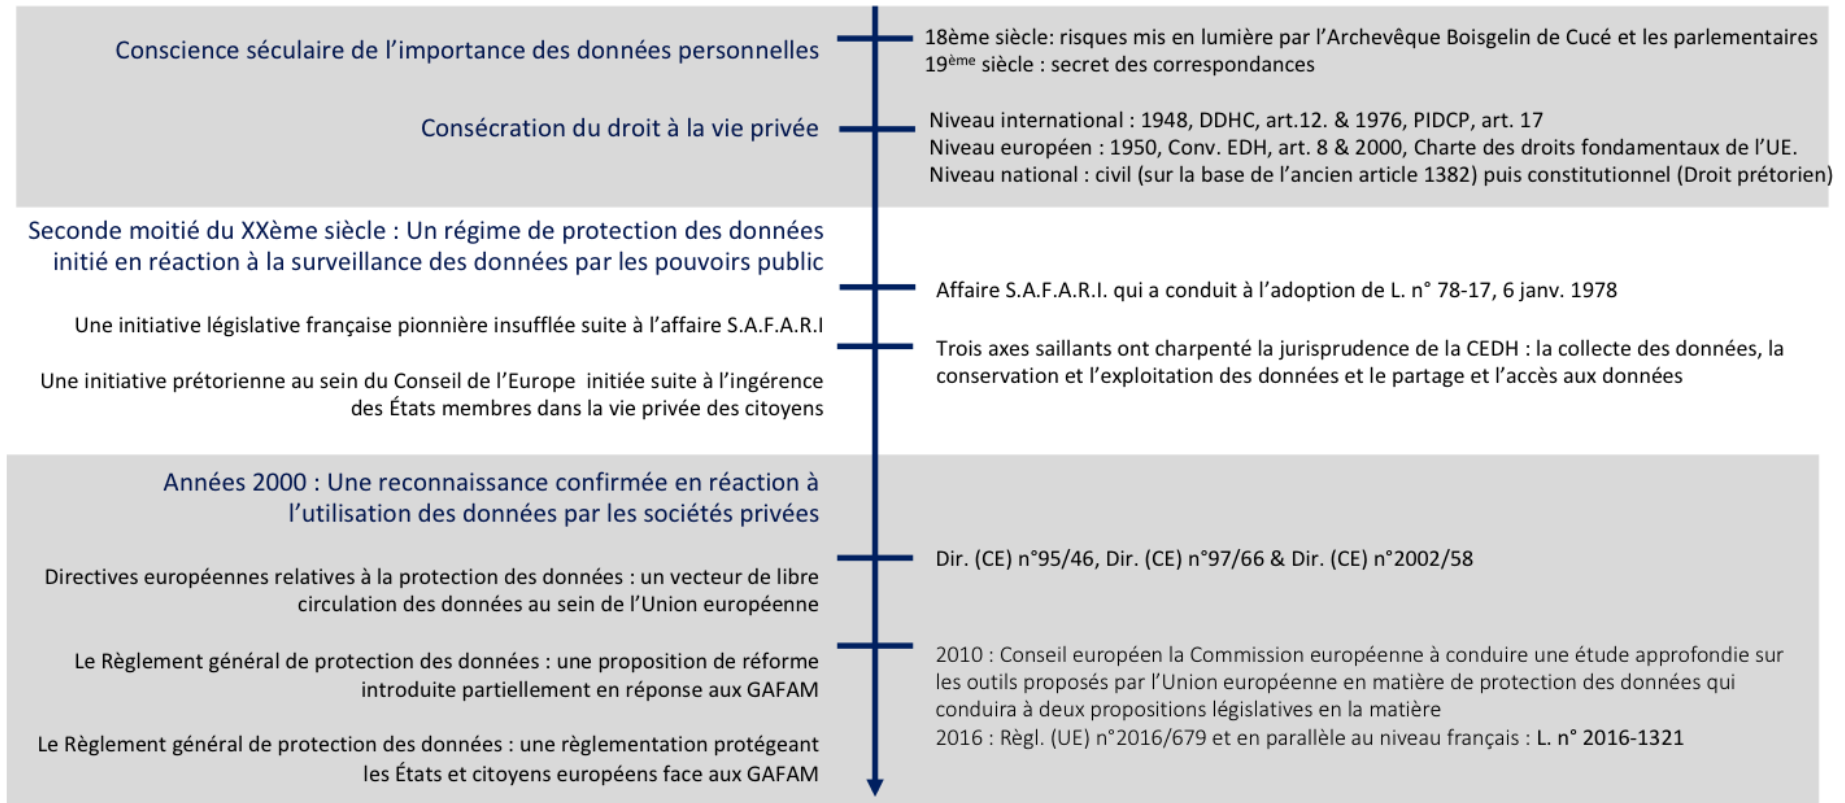 Conscience séculaire de l'importance des données personnelles
18ème siècle: risques mis en lumière par l'Archevêque Boisgelin de Cucé et les parlementaires
19ème siècle : secret des correspondances
Consécration du droit à la vie privée
Niveau international : 1948, DDHC, art.12. & 1976, PIDCP, art. 17
Niveau européen : 1950, Conv. EDH, art. 8 & 2000, Charte des droits fondamentaux de l'UE.
Niveau national : civil (sur la base de l'ancien article 1382) puis constitutionnel (Droit prétorien)
Seconde moitié du XXème siècle : Un régime de protection des données
initié en réaction à la surveillance des données par les pouvoirs public
Affaire S.A.F.A.R.I. qui a conduit à l'adoption de L. n° 78-17, 6 janv. 1978
Une initiative législative française pionnière insufflée suite à l'affaire S.A.F.A.R.I
Trois axes saillants ont charpenté la jurisprudence de la CEDH : la collecte des données, la
conservation et l'exploitation des données et le partage et l'accès aux données
Une initiative prétorienne au sein du Conseil de l'Europe initiée suite à l'ingérence
des États membres dans la vie privée des citoyens
Années 2000 : Une reconnaissance confirmée en réaction à
l'utilisation des données par les sociétés privées
Dir. (CE) n°95/46, Dir. (CE) n°97/66 & Dir. (CE) n°2002/58
Directives européennes relatives à la protection des données : un vecteur de libre
circulation des données au sein de l'Union européenne
Le Règlement général de protection des données : une proposition de réforme
introduite partiellement en réponse aux GAFAM
2010 : Conseil européen la Commission européenne à conduire une étude approfondie sur
les outils proposés par l'Union européenne en matière de protection des données qui
conduira à deux propositions législatives en la matière
2016 : Règl. (UE) n°2016/679 et en parallèle au niveau français : L. n° 2016-1321
Le Règlement général de protection des données : une règlementation protégeant
les États et citoyens européens face aux GAFAM